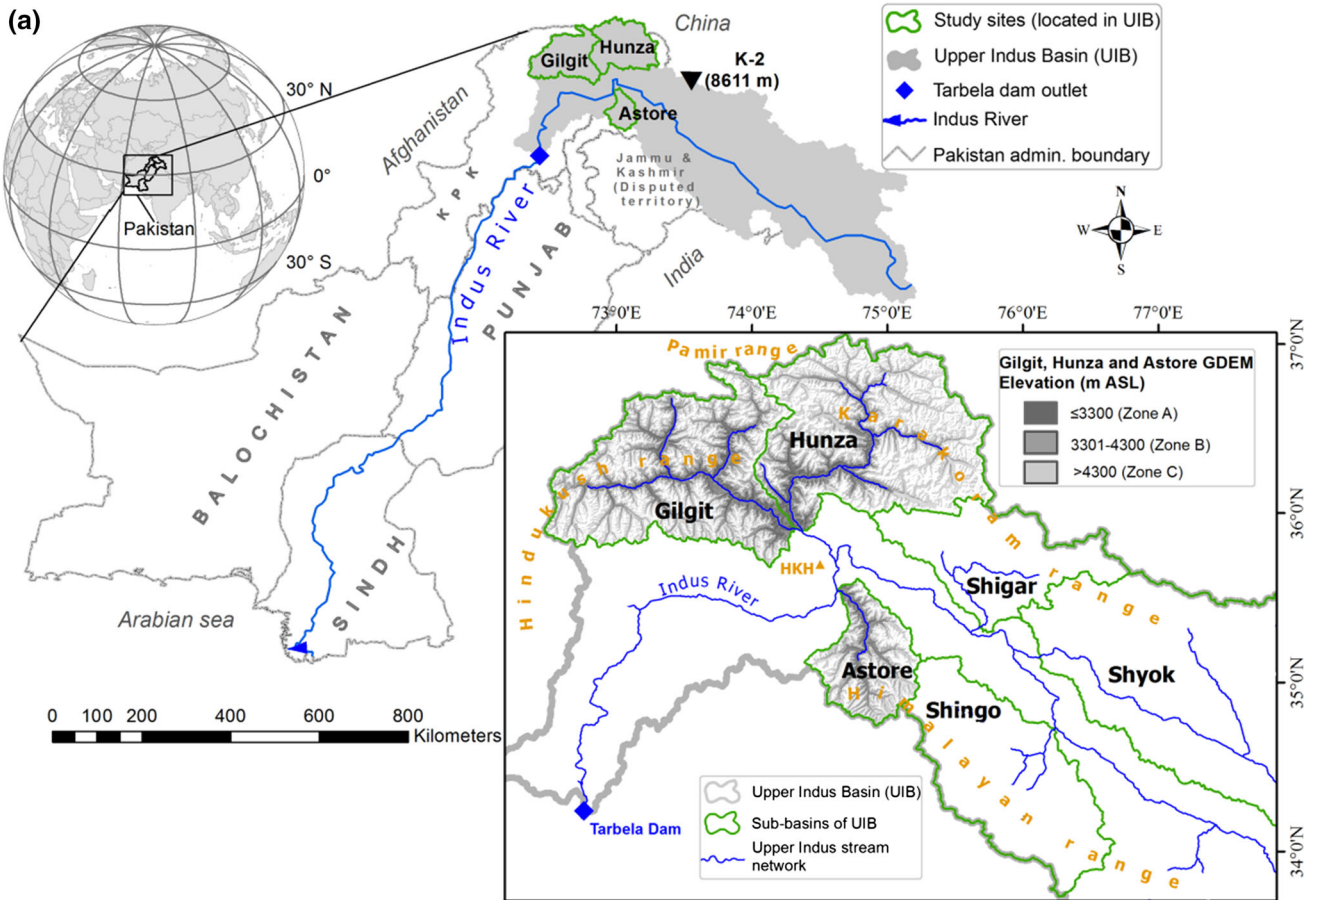 (a)
30° N
0°
30° S
Pakistan
China
Hunza
Gilgit
K-2
(8611 m)
Astore
Afghanistan
Jammu &
Kashmir
(Disputed
territory)
KPK
Indus River
PUNJAB
India
BALOCHISTAN
SINDH
Arabian sea
0 100 200 400 600 800
Kilometers
Study sites (located in UIB)
Upper Indus Basin (UIB)
Tarbela dam outlet
Indus River
Pakistan admin. boundary
N
W E
S
73°0'E 74°0'E 75°0'E 76°0'E 77°0'E
37°0'N
36°0'N
35°0'N
34°0'N
Pamir range
Gilgit, Hunza and Astore GDEM
Elevation (m ASL)
≤3300 (Zone A)
3301-4300 (Zone B)
>4300 (Zone C)
Karakoram range
Hunza
Hindukush range
Gilgit
HKH
Indus River
Shigar
Shyok
Astore
Shingo
Himalayan range
Tarbela Dam
Upper Indus Basin (UIB)
Sub-basins of UIB
Upper Indus stream
network